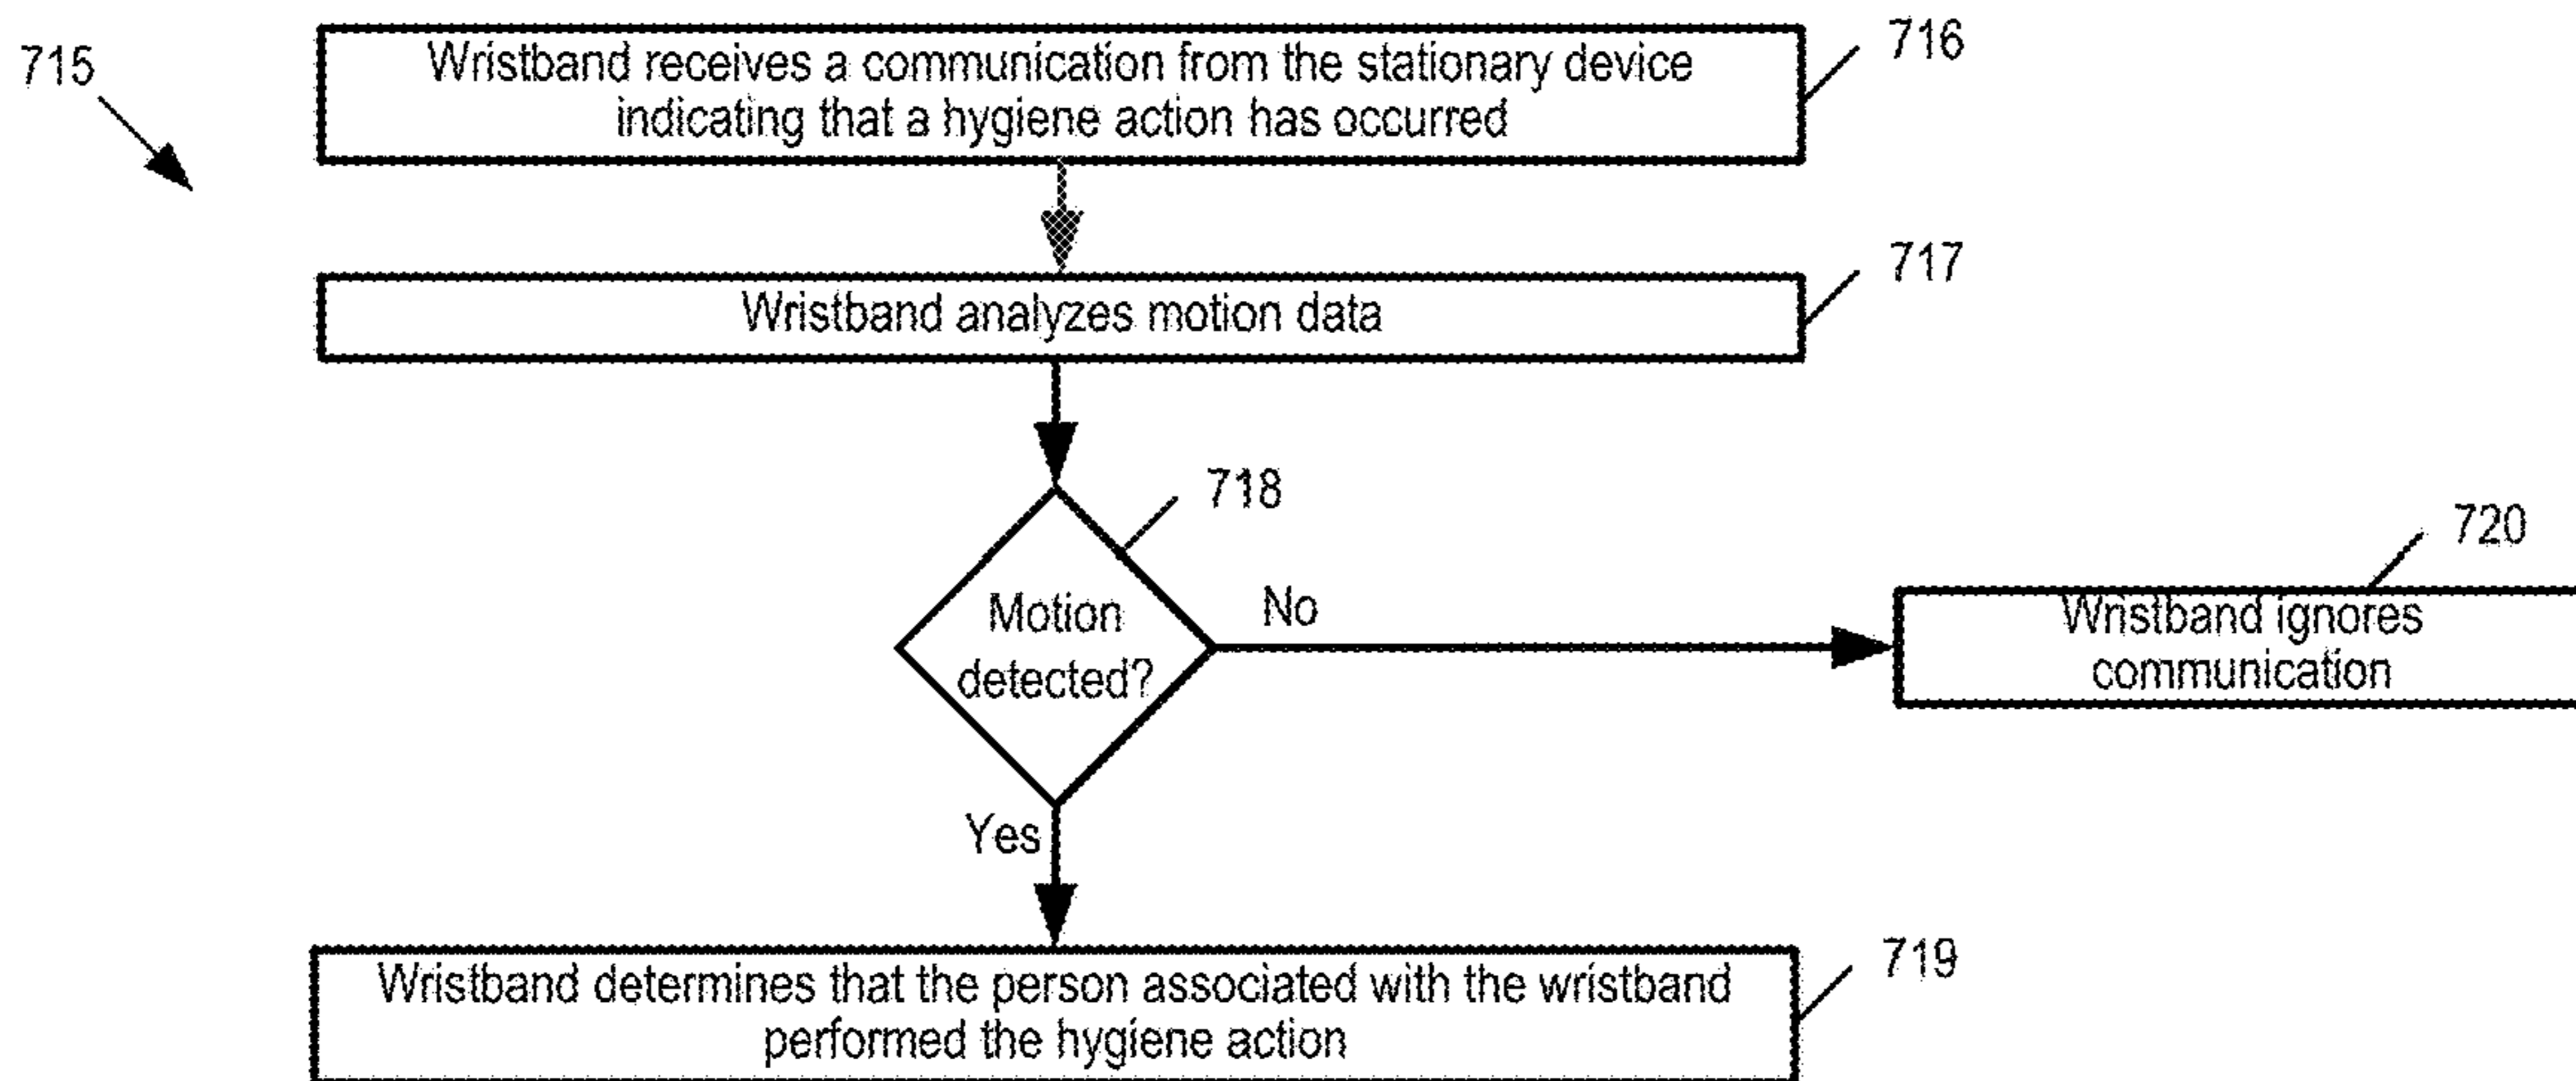 715
716
Wristband receives a communication from the stationary device
indicating that a hygiene action has occurred
717
Wristband analyzes motion data
718
Motion
detected?
No
720
Wristband ignores
communication
Yes
719
Wristband determines that the person associated with the wristband
performed the hygiene action